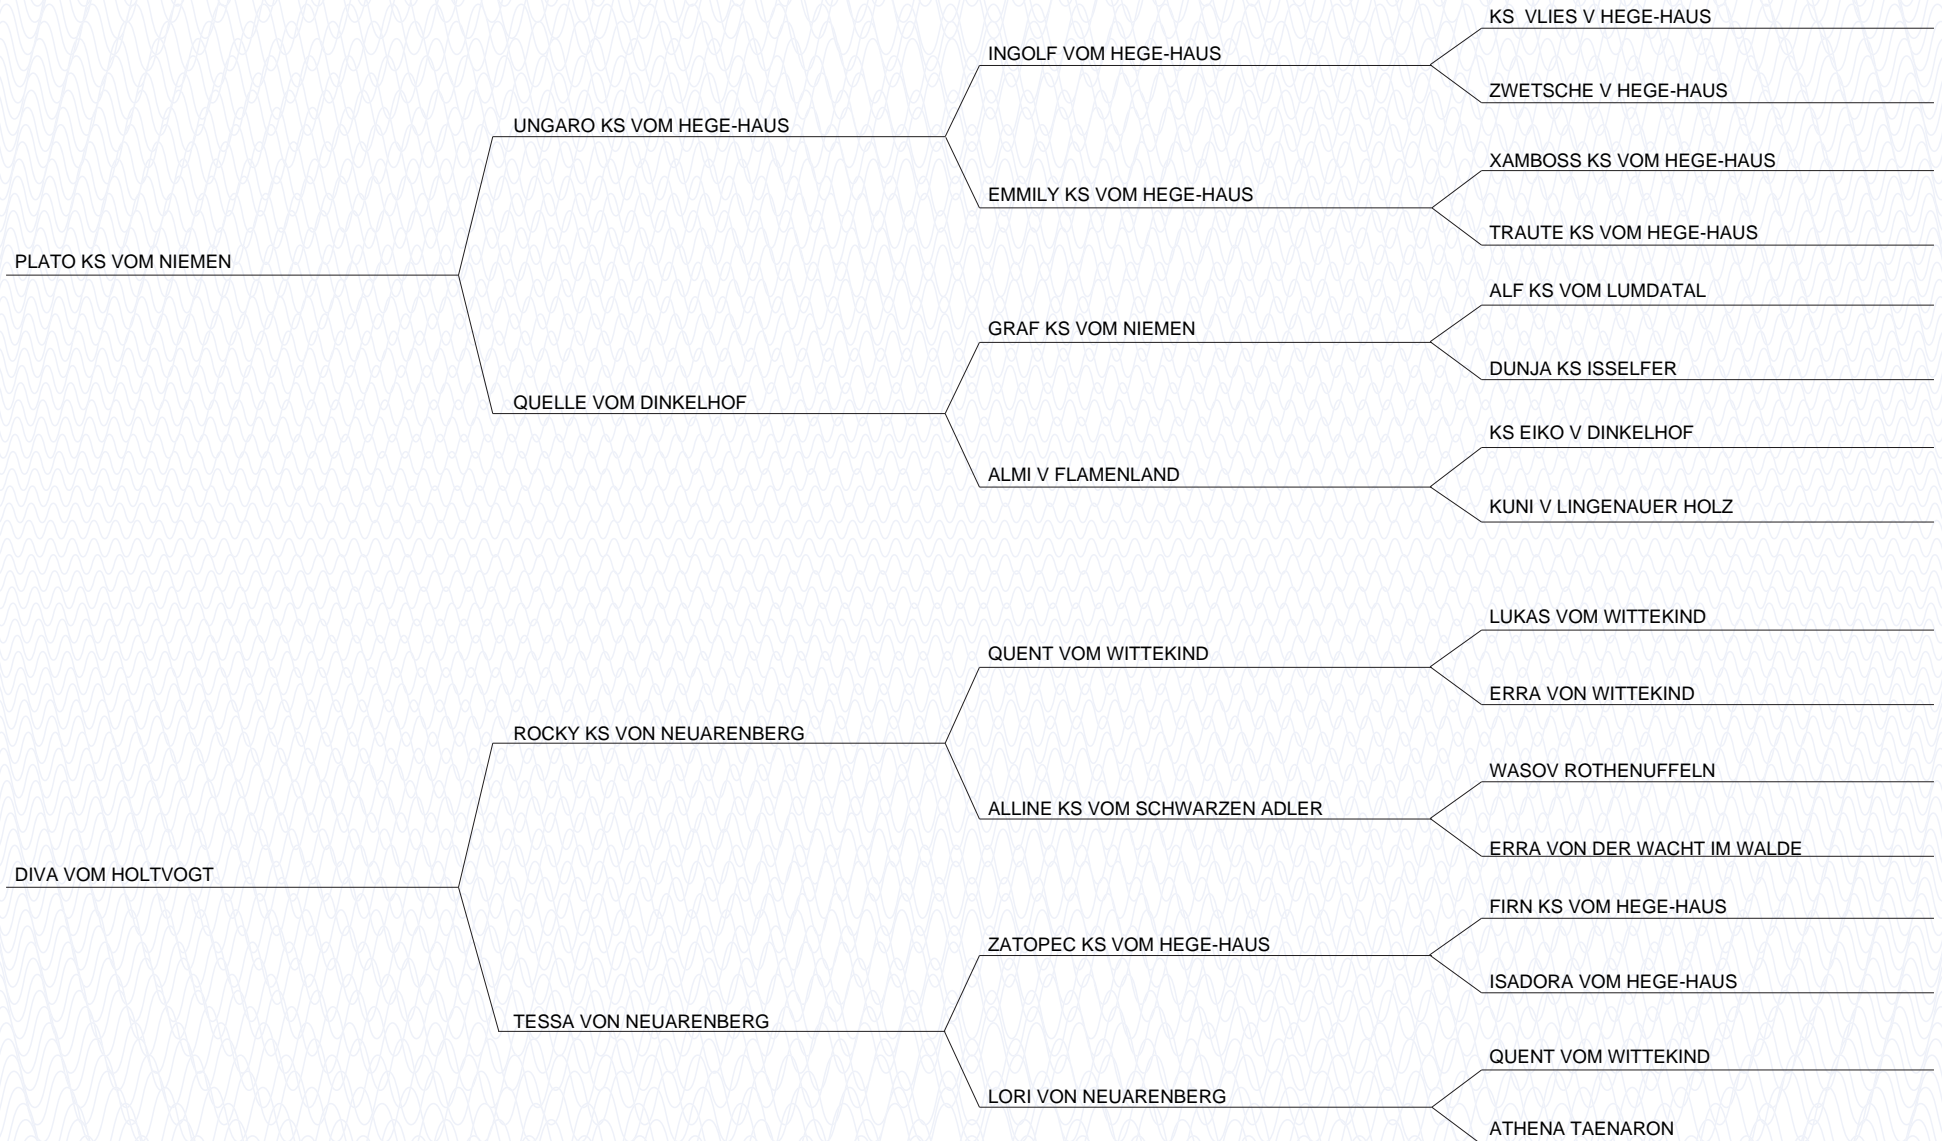 PLATO KS VOM NIEMEN
UNGARO KS VOM HEGE-HAUS
INGOLF VOM HEGE-HAUS
KS  VLIES V HEGE-HAUS
ZWETSCHE V HEGE-HAUS
EMMILY KS VOM HEGE-HAUS
XAMBOSS KS VOM HEGE-HAUS
TRAUTE KS VOM HEGE-HAUS
QUELLE VOM DINKELHOF
GRAF KS VOM NIEMEN
ALF KS VOM LUMDATAL
DUNJA KS ISSELFER
ALMI V FLAMENLAND
KS EIKO V DINKELHOF
KUNI V LINGENAUER HOLZ
DIVA VOM HOLTVOGT
ROCKY KS VON NEUARENBERG
QUENT VOM WITTEKIND
LUKAS VOM WITTEKIND
ERRA VON WITTEKIND
ALLINE KS VOM SCHWARZEN ADLER
WASOV ROTHENUFFELN
ERRA VON DER WACHT IM WALDE
TESSA VON NEUARENBERG
ZATOPEC KS VOM HEGE-HAUS
FIRN KS VOM HEGE-HAUS
ISADORA VOM HEGE-HAUS
LORI VON NEUARENBERG
QUENT VOM WITTEKIND
ATHENA TAENARON